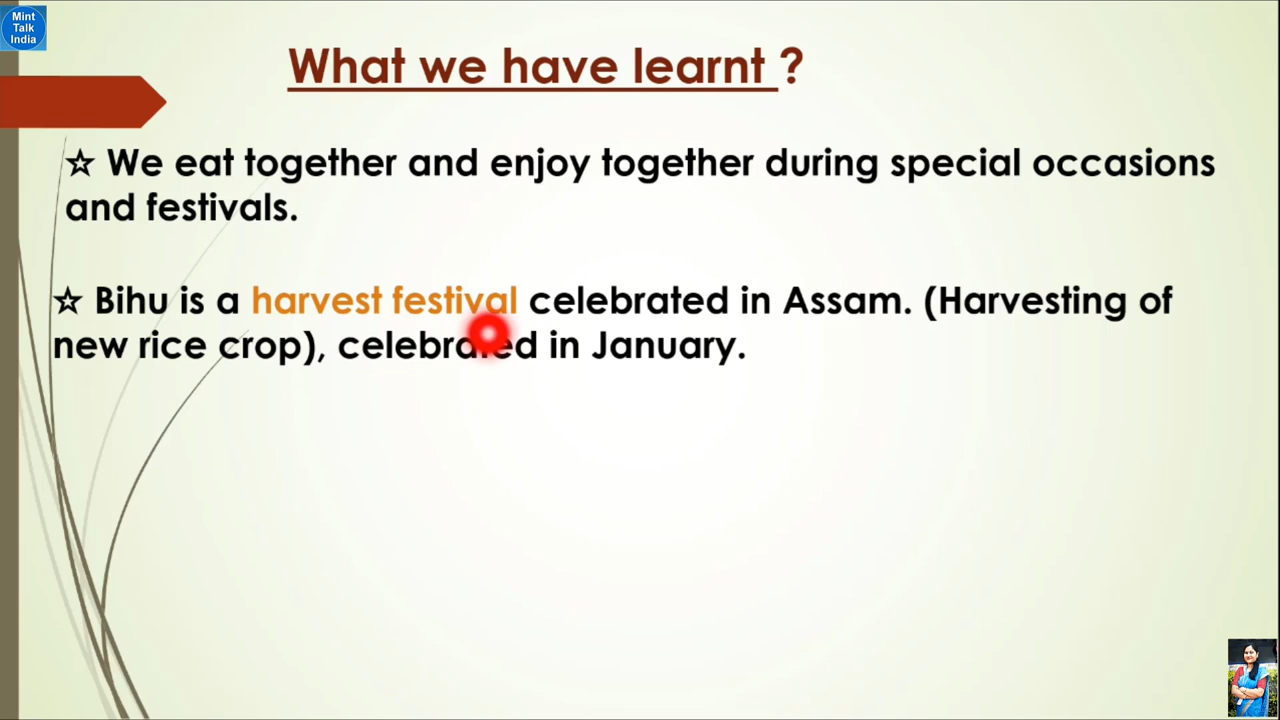 Mint
Talk
India
What we have learnt ?
☆ We eat together and enjoy together during special occasions
and festivals.
☆ Bihu is a harvest festival celebrated in Assam. (Harvesting of
new rice crop), celebrated in January.